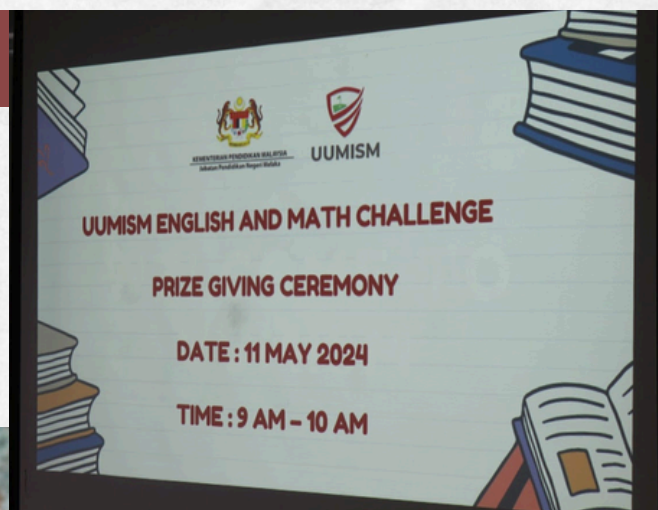 KEMENTERIAN PENDIDIKAN MALAYSIA
Jabatan Pendidikan Negeri Melaka
UUMISM
UUMISM ENGLISH AND MATH CHALLENGE
PRIZE GIVING CEREMONY
DATE : 11 MAY 2024
TIME : 9 AM – 10 AM